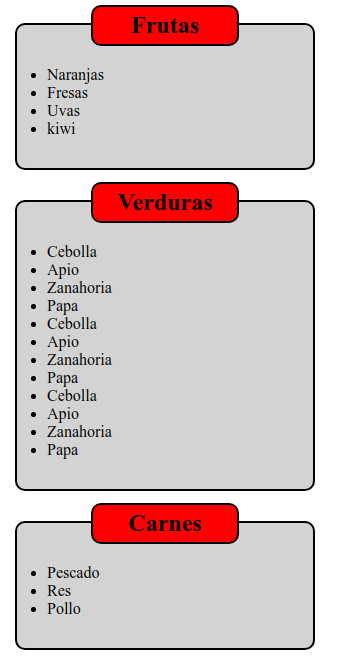 Frutas
Naranjas
Fresas
Uvas
kiwi
Verduras
Cebolla
Apio
Zanahoria
Papa
Cebolla
Apio
Zanahoria
Papa
Cebolla
Apio
Zanahoria
Papa
Carnes
Pescado
Res
Pollo